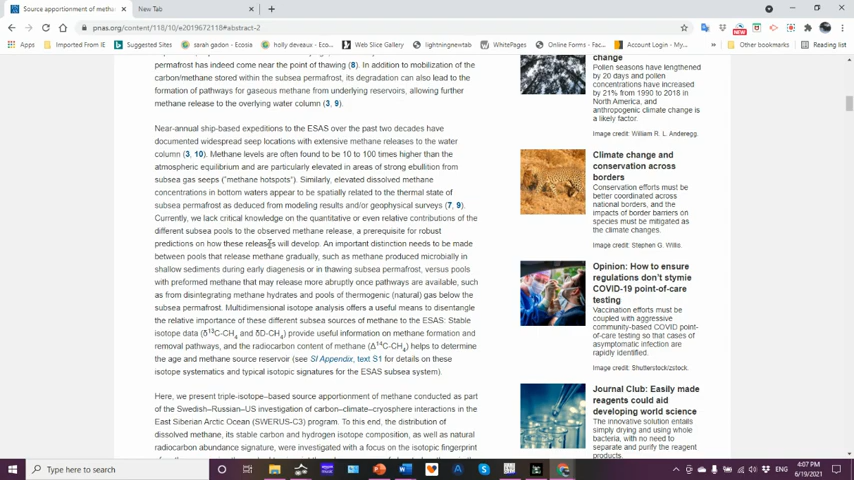 Source apportionment of metha
New Tab
pnas.org/content/118/10/e2019672118#abstract-2
Apps
Imported From IE
Suggested Sites
sarah gadon - Ecosia
holly deveaux - Eco...
Web Slice Gallery
lightningnewtab
WhitePages
Online Forms - Fac...
Account Login - My...
Other bookmarks
Reading list
permafrost has indeed come near the point of thawing (8). In addition to mobilization of the
carbon/methane stored within the subsea permafrost, its degradation can also lead to the
formation of pathways for gaseous methane from underlying reservoirs, allowing further
methane release to the overlying water column (3, 9).
Near-annual ship-based expeditions to the ESAS over the past two decades have
documented widespread seep locations with extensive methane releases to the water
column (3, 10). Methane levels are often found to be 10 to 100 times higher than the
atmospheric equilibrium and are particularly elevated in areas of strong ebullition from
subsea gas seeps ("methane hotspots"). Similarly, elevated dissolved methane
concentrations in bottom waters appear to be spatially related to the thermal state of
subsea permafrost as deduced from modeling results and/or geophysical surveys (7, 9).
Currently, we lack critical knowledge on the quantitative or even relative contributions of the
different subsea pools to the observed methane release, a prerequisite for robust
predictions on how these releases will develop. An important distinction needs to be made
between pools that release methane gradually, such as methane produced microbially in
shallow sediments during early diagenesis or in thawing subsea permafrost, versus pools
with preformed methane that may release more abruptly once pathways are available, such
as from disintegrating methane hydrates and pools of thermogenic (natural) gas below the
subsea permafrost. Multidimensional isotope analysis offers a useful means to disentangle
the relative importance of these different subsea sources of methane to the ESAS: Stable
isotope data (δ13C-CH4 and δD-CH4) provide useful information on methane formation and
removal pathways, and the radiocarbon content of methane (Δ14C-CH4) helps to determine
the age and methane source reservoir (see SI Appendix, text S1 for details on these
isotope systematics and typical isotopic signatures for the ESAS subsea system).
Here, we present triple-isotope–based source apportionment of methane conducted as part
of the Swedish–Russian–US investigation of carbon–climate–cryosphere interactions in the
East Siberian Arctic Ocean (SWERUS-C3) program. To this end, the distribution of
dissolved methane, its stable carbon and hydrogen isotope composition, as well as natural
radiocarbon abundance signature, were investigated with a focus on the isotopic fingerprint
change
Pollen seasons have lengthened
by 20 days and pollen
concentrations have increased
by 21% from 1990 to 2018 in
North America, and
anthropogenic climate change is
a likely factor.
Image credit: William R. L. Anderegg.
Climate change and
conservation across
borders
Conservation efforts must be
better coordinated across
national borders, and the
impacts of border barriers on
species must be mitigated as
the climate changes.
Image credit: Stephen G. Willis.
Opinion: How to ensure
regulations don't stymie
COVID-19 point-of-care
testing
Vaccination efforts must be
coupled with aggressive
community-based COVID point-
of-care testing so that cases of
asymptomatic infection are
rapidly identified.
Image credit: Shutterstock/zstock.
Journal Club: Easily made
reagents could aid
developing world science
The innovative solution entails
simply drying and using whole
bacteria, with no need to
separate and purify the reagent
products.
Type here to search
ENG
4:07 PM
6/19/2021